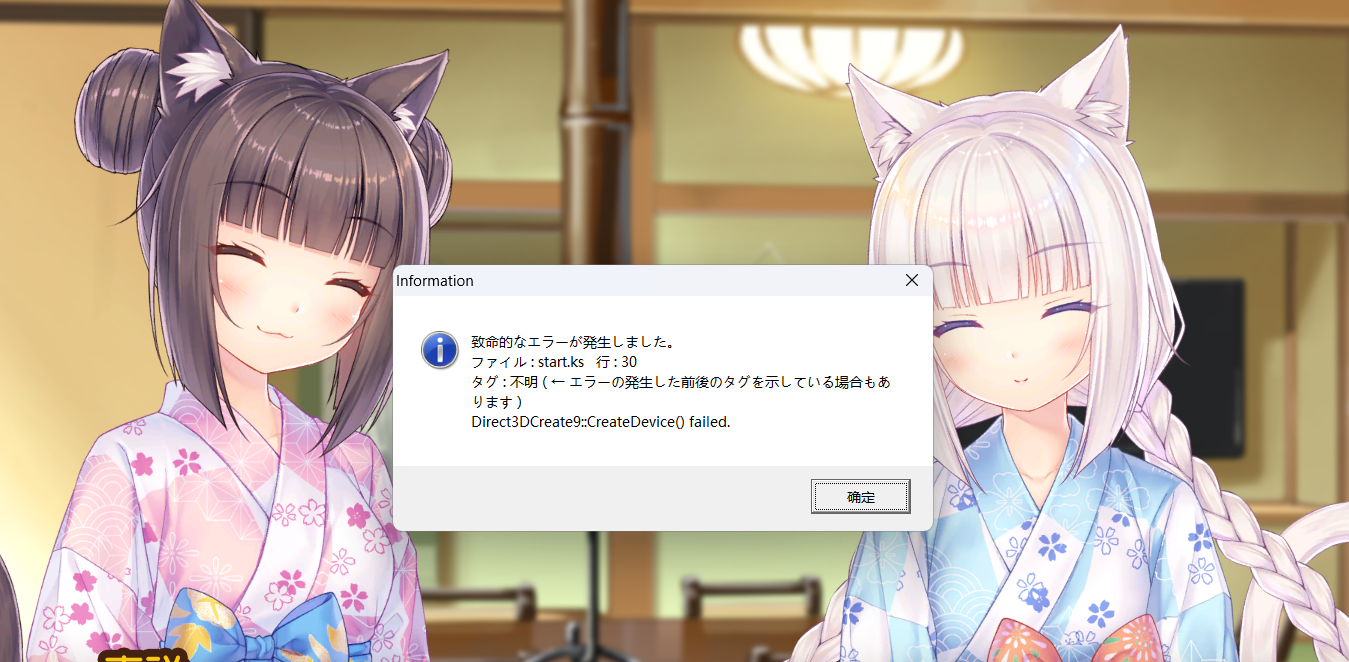 Information
致命的なエラーが発生しました。
ファイル : start.ks   行 : 30
タグ : 不明 ( ← エラーの発生した前後のタグを示している場合もあ
ります )
Direct3DCreate9::CreateDevice() failed.
确定